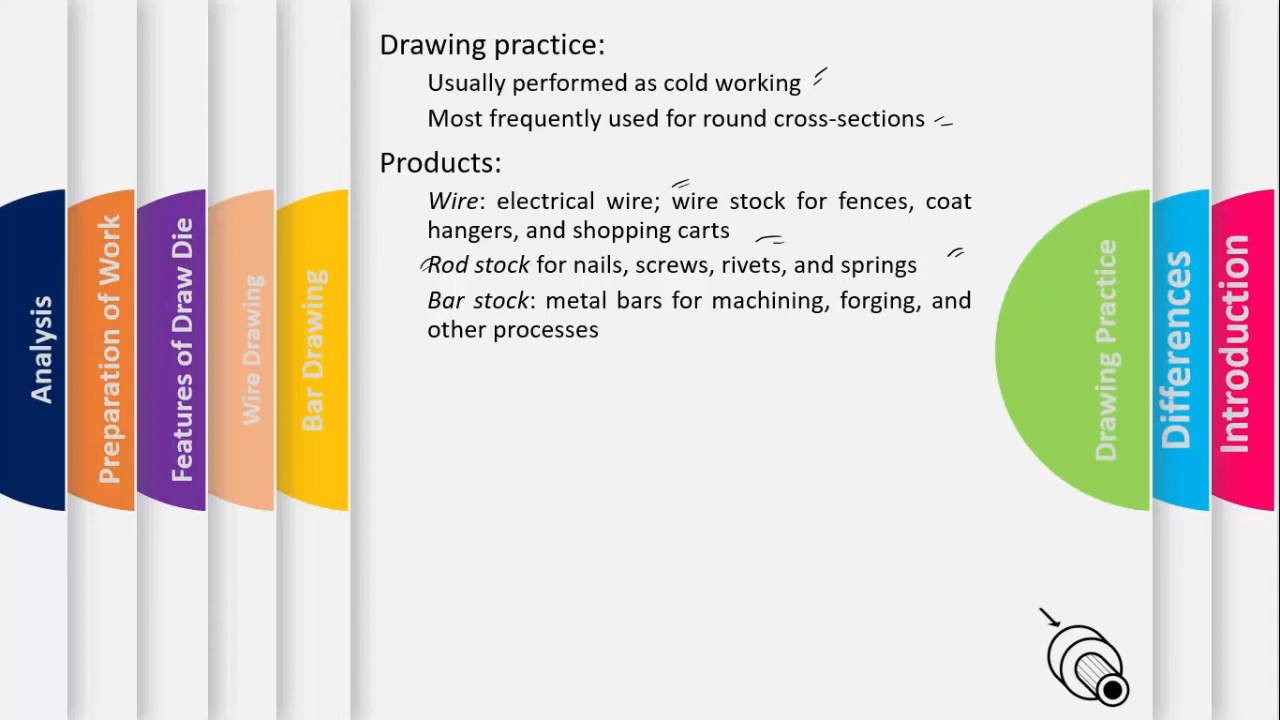 Drawing practice:
Usually performed as cold working
Most frequently used for round cross-sections
Products:
Wire: electrical wire; wire stock for fences, coat
hangers, and shopping carts
Rod stock for nails, screws, rivets, and springs
Bar stock: metal bars for machining, forging, and
other processes
Analysis
Preparation of Work
Features of Draw Die
Wire Drawing
Bar Drawing
Drawing Practice
Differences
Introduction